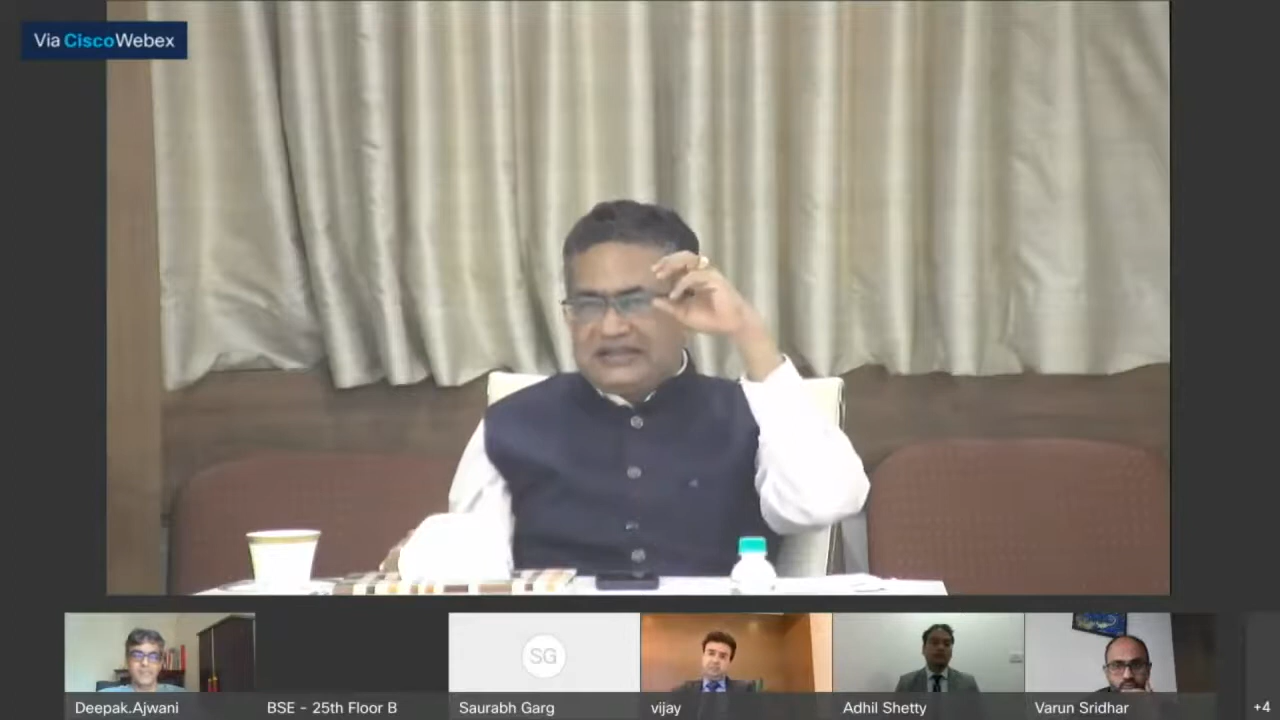 Via CiscoWebex
SG
Deepak.Ajwani
BSE - 25th Floor B
Saurabh Garg
vijay
Adhil Shetty
Varun Sridhar
+4